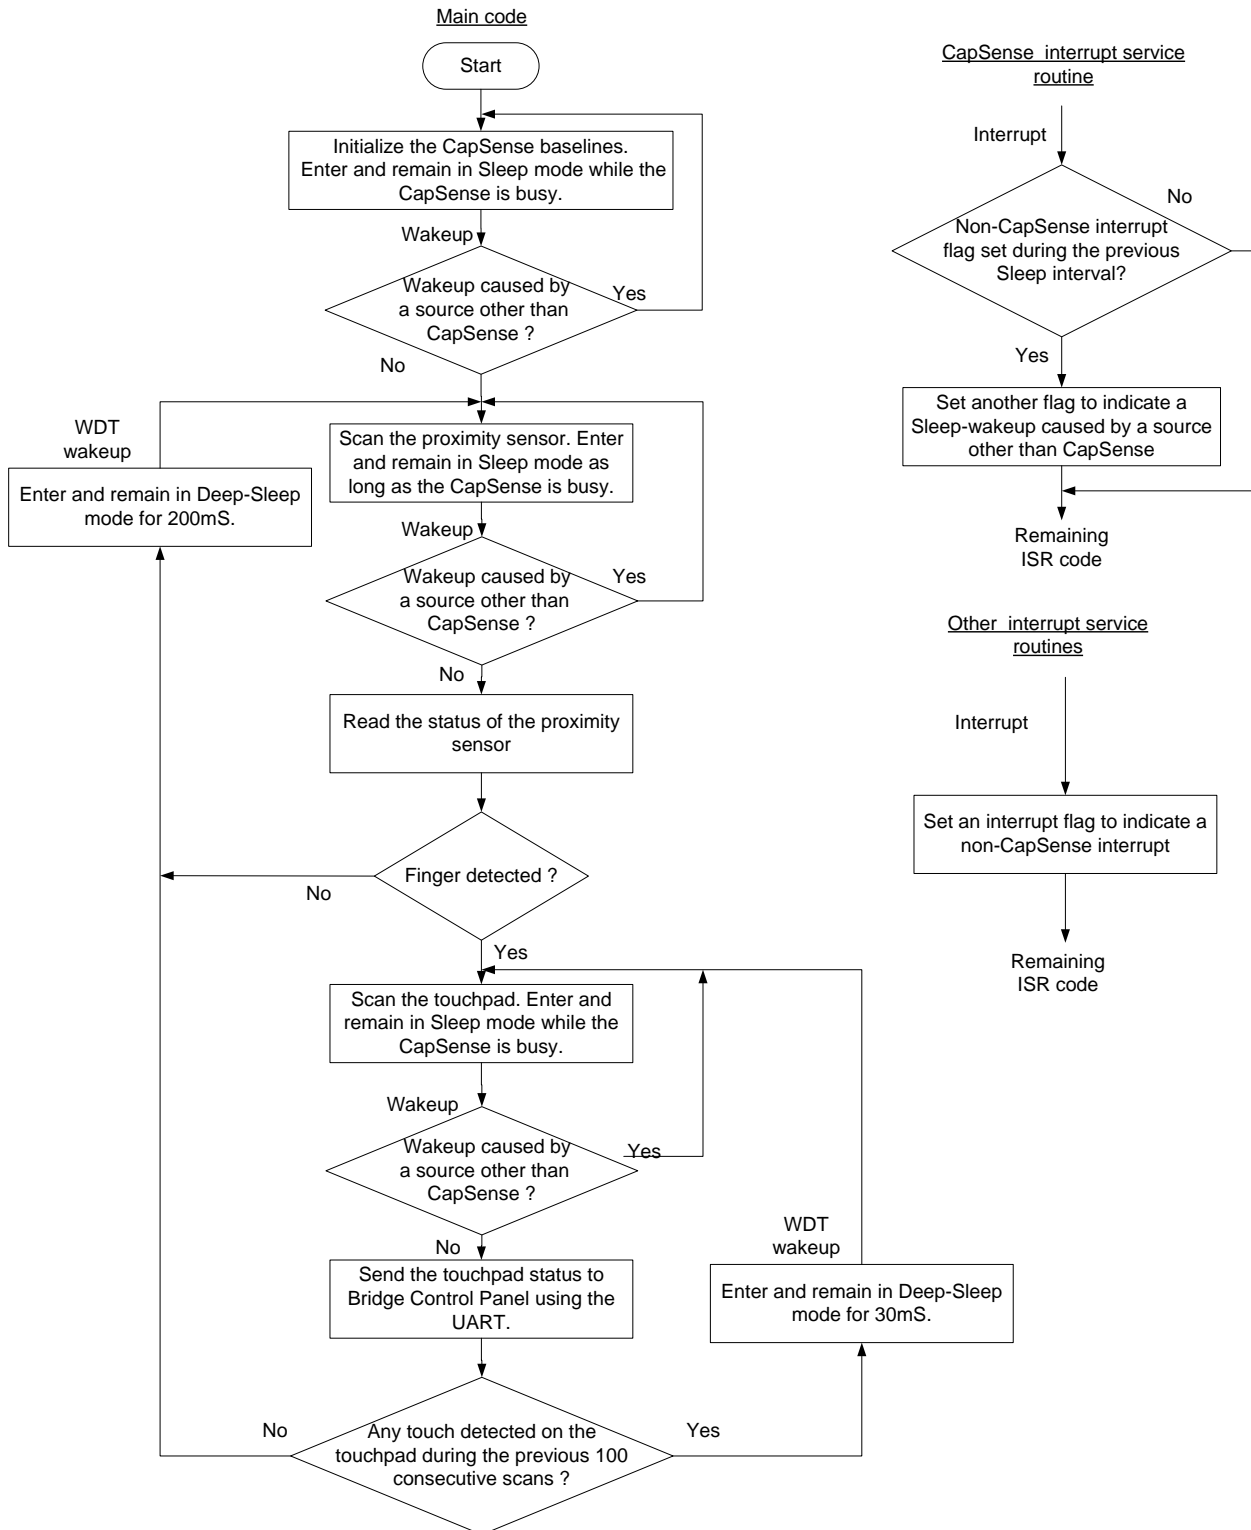 Main code
Start
Initialize the CapSense baselines.
Enter and remain in Sleep mode while the
CapSense is busy.
Wakeup
Wakeup caused by
a source other than
CapSense ?
Yes
No
WDT
wakeup
Enter and remain in Deep-Sleep
mode for 200mS.
Scan the proximity sensor. Enter
and remain in Sleep mode as
long as the CapSense is busy.
Wakeup
Wakeup caused by
a source other than
CapSense ?
Yes
No
Read the status of the proximity
sensor
Finger detected ?
No
Yes
Scan the touchpad. Enter and
remain in Sleep mode while the
CapSense is busy.
Wakeup
Wakeup caused by
a source other than
CapSense ?
Yes
No
Send the touchpad status to
Bridge Control Panel using the
UART.
WDT
wakeup
Enter and remain in Deep-Sleep
mode for 30mS.
No
Any touch detected on the
touchpad during the previous 100
consecutive scans ?
Yes
CapSense  interrupt service
routine
Interrupt
No
Non-CapSense interrupt
flag set during the previous
Sleep interval?
Yes
Set another flag to indicate a
Sleep-wakeup caused by a source
other than CapSense
Remaining
ISR code
Other  interrupt service
routines
Interrupt
Set an interrupt flag to indicate a
non-CapSense interrupt
Remaining
ISR code